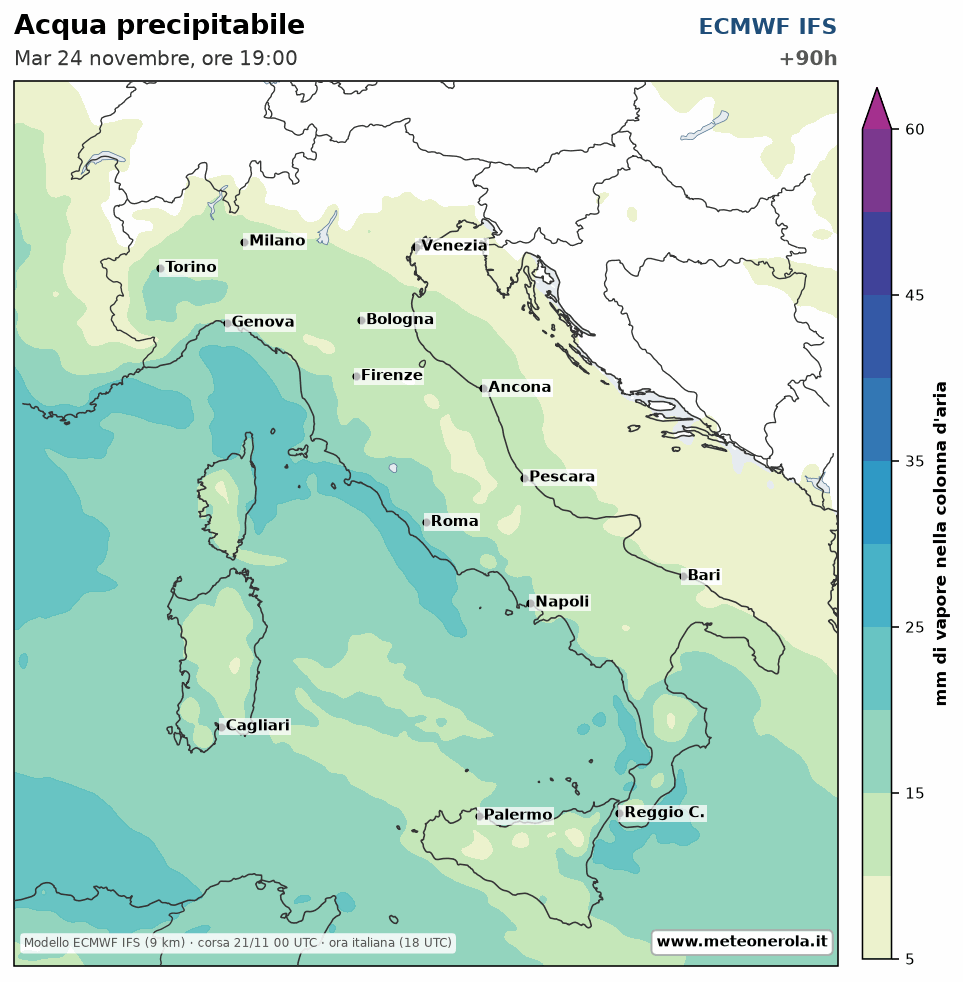 Acqua precipitabile
ECMWF IFS
Mar 24 novembre, ore 19:00
+90h
60
45
35
25
15
5
mm di vapore nella colonna d'aria
Milano
Venezia
Torino
Genova
Bologna
Firenze
Ancona
Pescara
Roma
Bari
Napoli
Cagliari
Palermo
Reggio C.
Modello ECMWF IFS (9 km) · corsa 21/11 00 UTC · ora italiana (18 UTC)
www.meteonerola.it